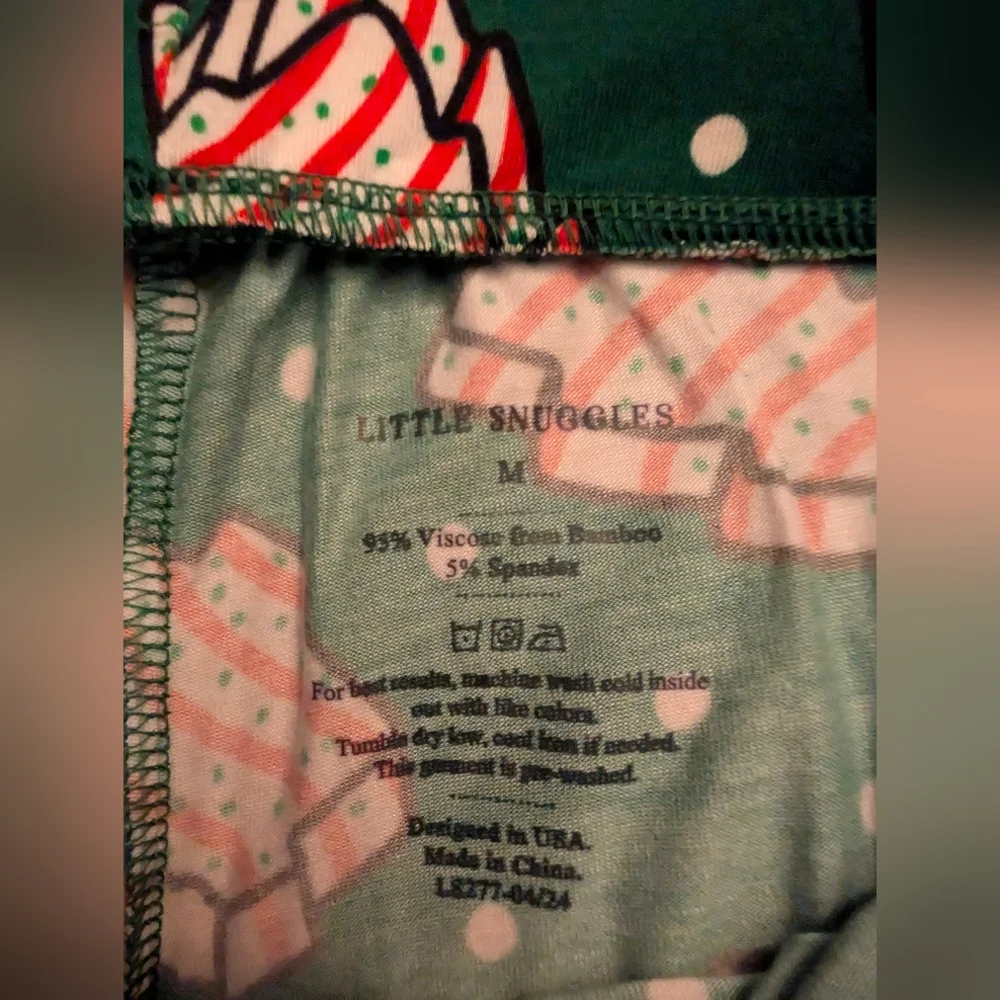 LITTLE SNUGGLES
M
95% Viscose from Bamboo
5% Spandex
For best results, machine wash cold inside
out with like colors.
Tumble dry low, cool iron if needed.
This garment is pre-washed.
Designed in USA.
Made in China.
LS277-04/24